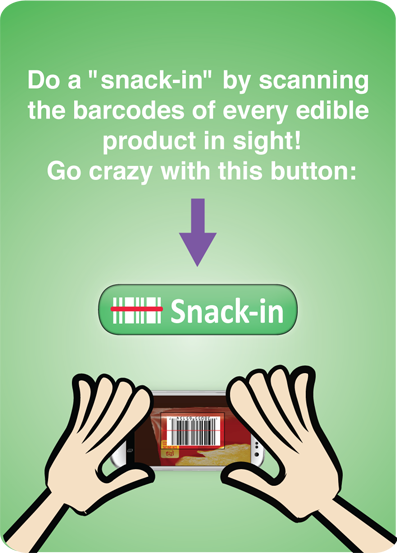 Do a "snack-in" by scanning
the barcodes of every edible
product in sight!
Go crazy with this button:
Snack-in